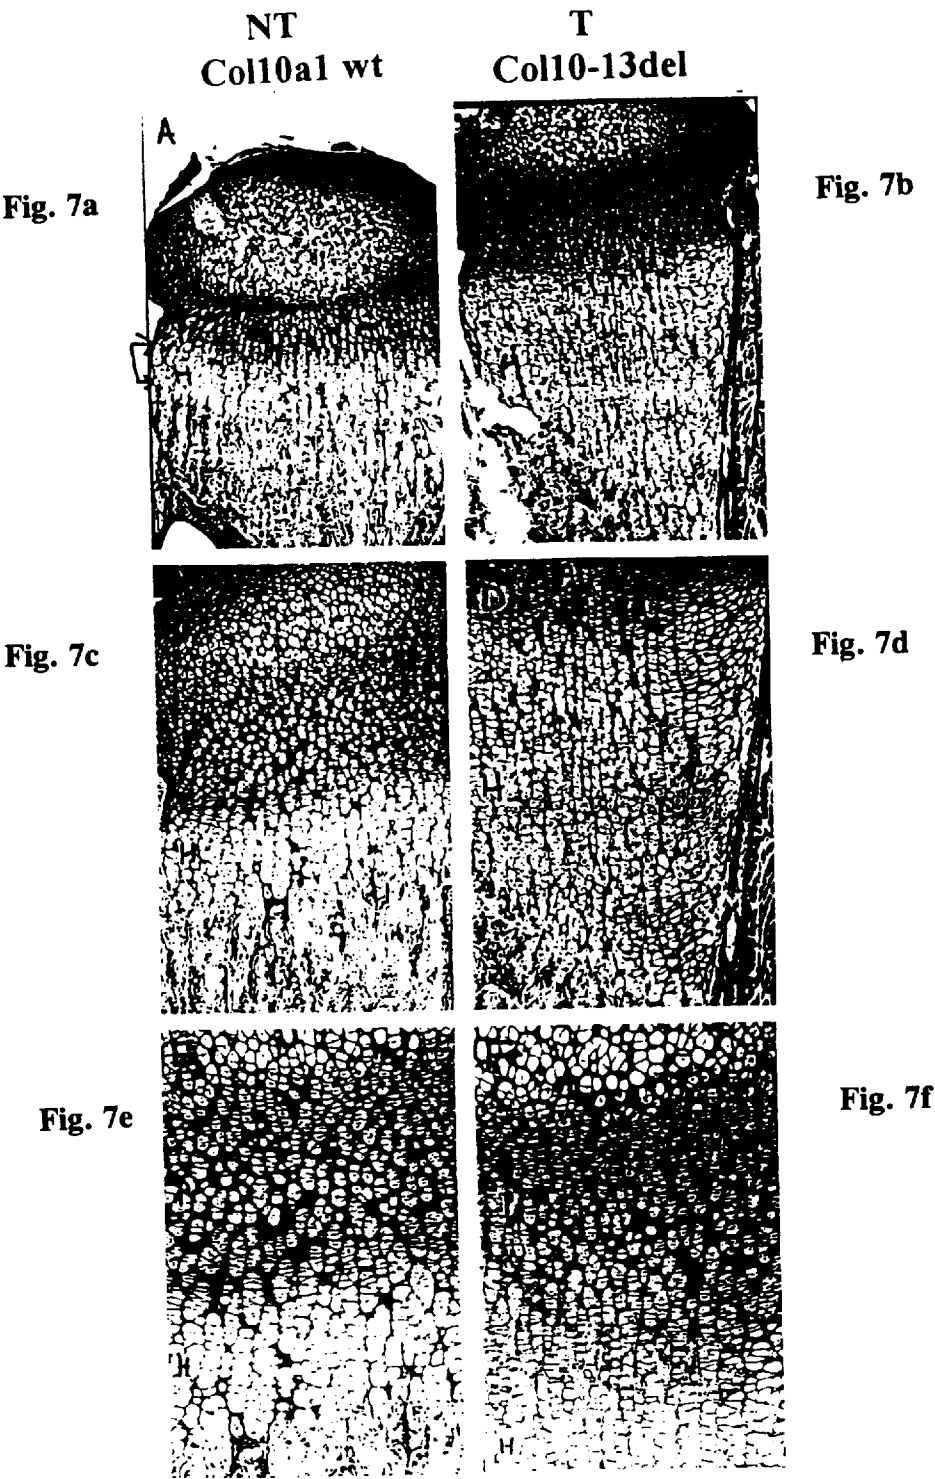 NT
Col10a1 wt
T
Col10-13del
A
Fig. 7a
Fig. 7b
Fig. 7c
D
Fig. 7d
H
H
Fig. 7e
Fig. 7f
H
H